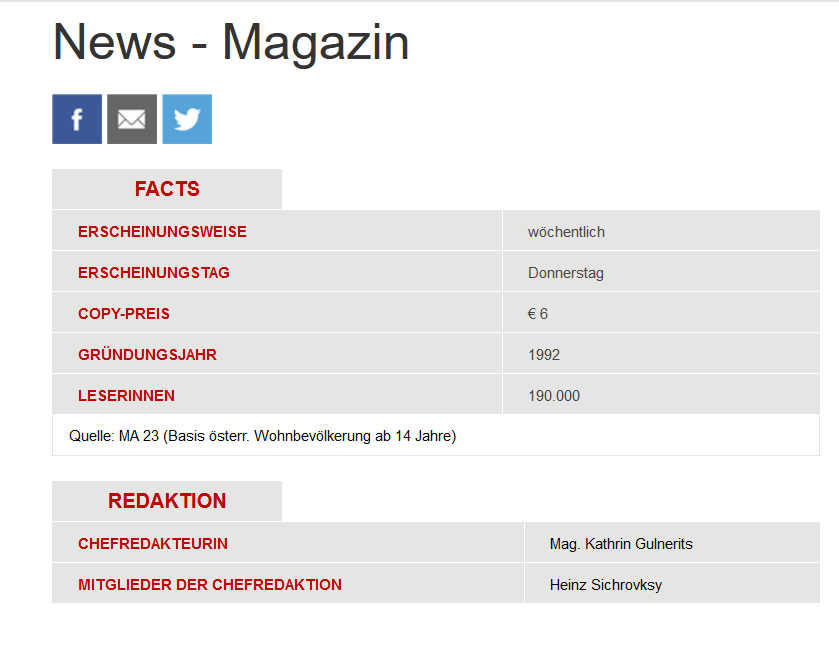 News - Magazin
f
FACTS
ERSCHEINUNGSWEISE wöchentlich
ERSCHEINUNGSTAG Donnerstag
COPY-PREIS € 6
GRÜNDUNGSJAHR 1992
LESERINNEN 190.000
Quelle: MA 23 (Basis österr. Wohnbevölkerung ab 14 Jahre)
REDAKTION
CHEFREDAKTEURIN Mag. Kathrin Gulnerits
MITGLIEDER DER CHEFREDAKTION Heinz Sichrovksy